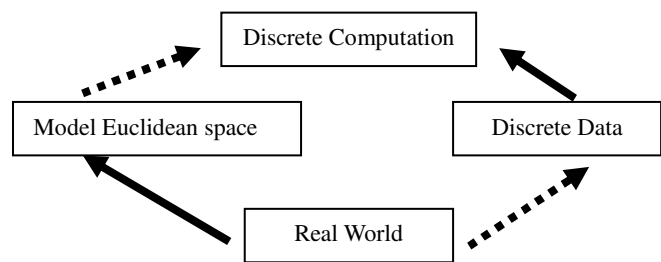 Discrete Computation
Model Euclidean space
Discrete Data
Real World